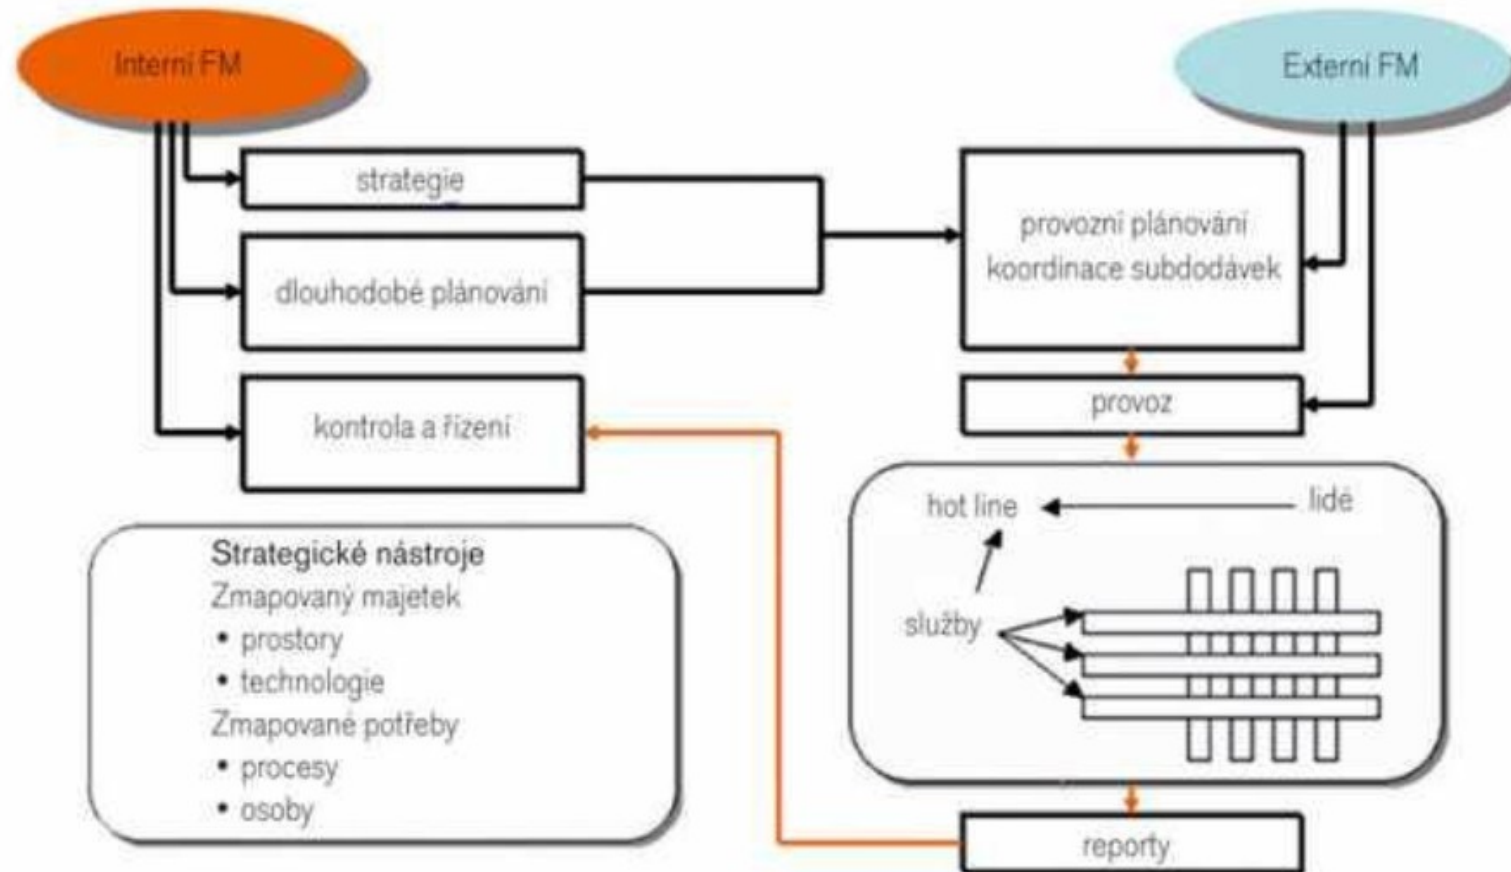 Interní FM
Externí FM
strategie
dlouhodobé plánování
kontrola a řízení
provozní plánování
koordinace subdodávek
provoz
hot line
lidé
služby
reporty
Strategické nástroje
Zmapovaný majetek
• prostory
• technologie
Zmapované potřeby
• procesy
• osoby